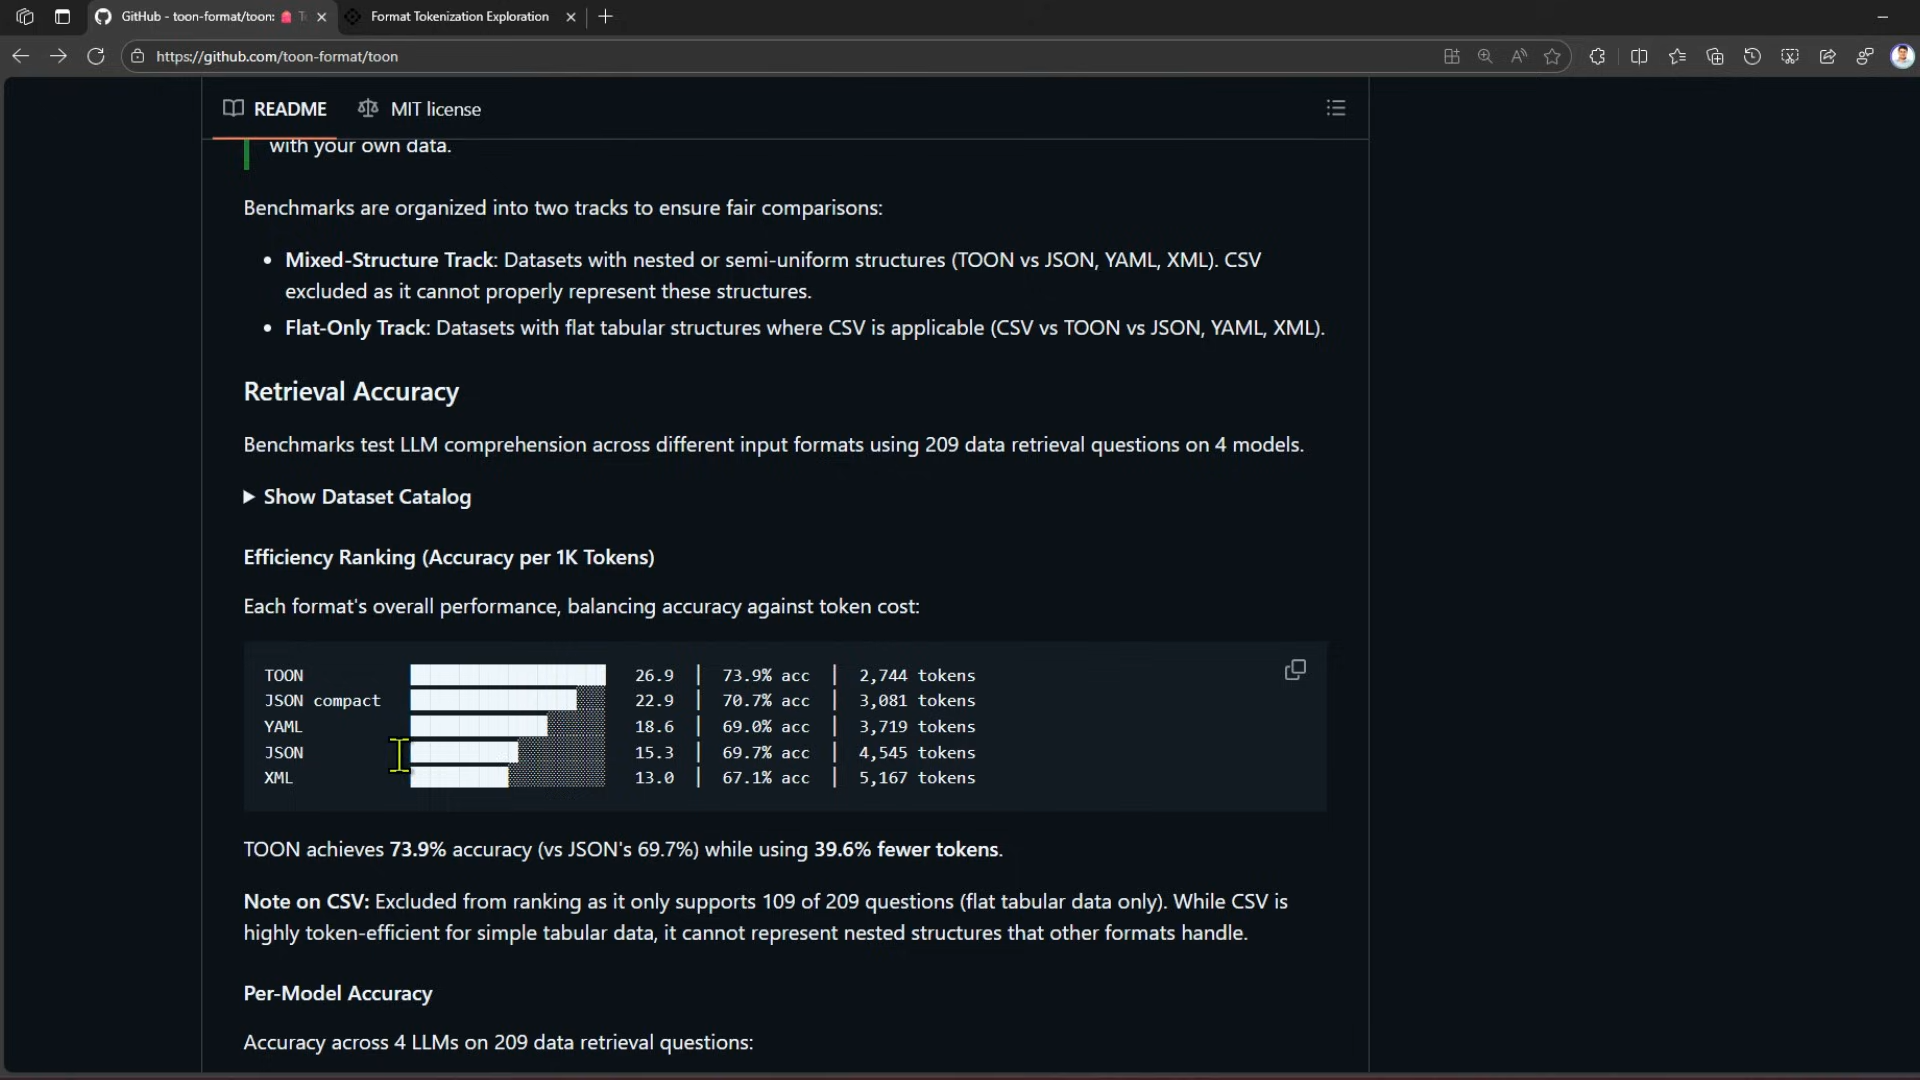 GitHub - toon-format/toon:
Format Tokenization Exploration
https://github.com/toon-format/toon
README
MIT license
with your own data.
Benchmarks are organized into two tracks to ensure fair comparisons:
• Mixed-Structure Track: Datasets with nested or semi-uniform structures (TOON vs JSON, YAML, XML). CSV
excluded as it cannot properly represent these structures.
• Flat-Only Track: Datasets with flat tabular structures where CSV is applicable (CSV vs TOON vs JSON, YAML, XML).
Retrieval Accuracy
Benchmarks test LLM comprehension across different input formats using 209 data retrieval questions on 4 models.
Show Dataset Catalog
Efficiency Ranking (Accuracy per 1K Tokens)
Each format's overall performance, balancing accuracy against token cost:
TOON 26.9 | 73.9% acc | 2,744 tokens
JSON compact 22.9 | 70.7% acc | 3,081 tokens
YAML 18.6 | 69.0% acc | 3,719 tokens
JSON 15.3 | 69.7% acc | 4,545 tokens
XML 13.0 | 67.1% acc | 5,167 tokens
TOON achieves 73.9% accuracy (vs JSON's 69.7%) while using 39.6% fewer tokens.
Note on CSV: Excluded from ranking as it only supports 109 of 209 questions (flat tabular data only). While CSV is
highly token-efficient for simple tabular data, it cannot represent nested structures that other formats handle.
Per-Model Accuracy
Accuracy across 4 LLMs on 209 data retrieval questions: